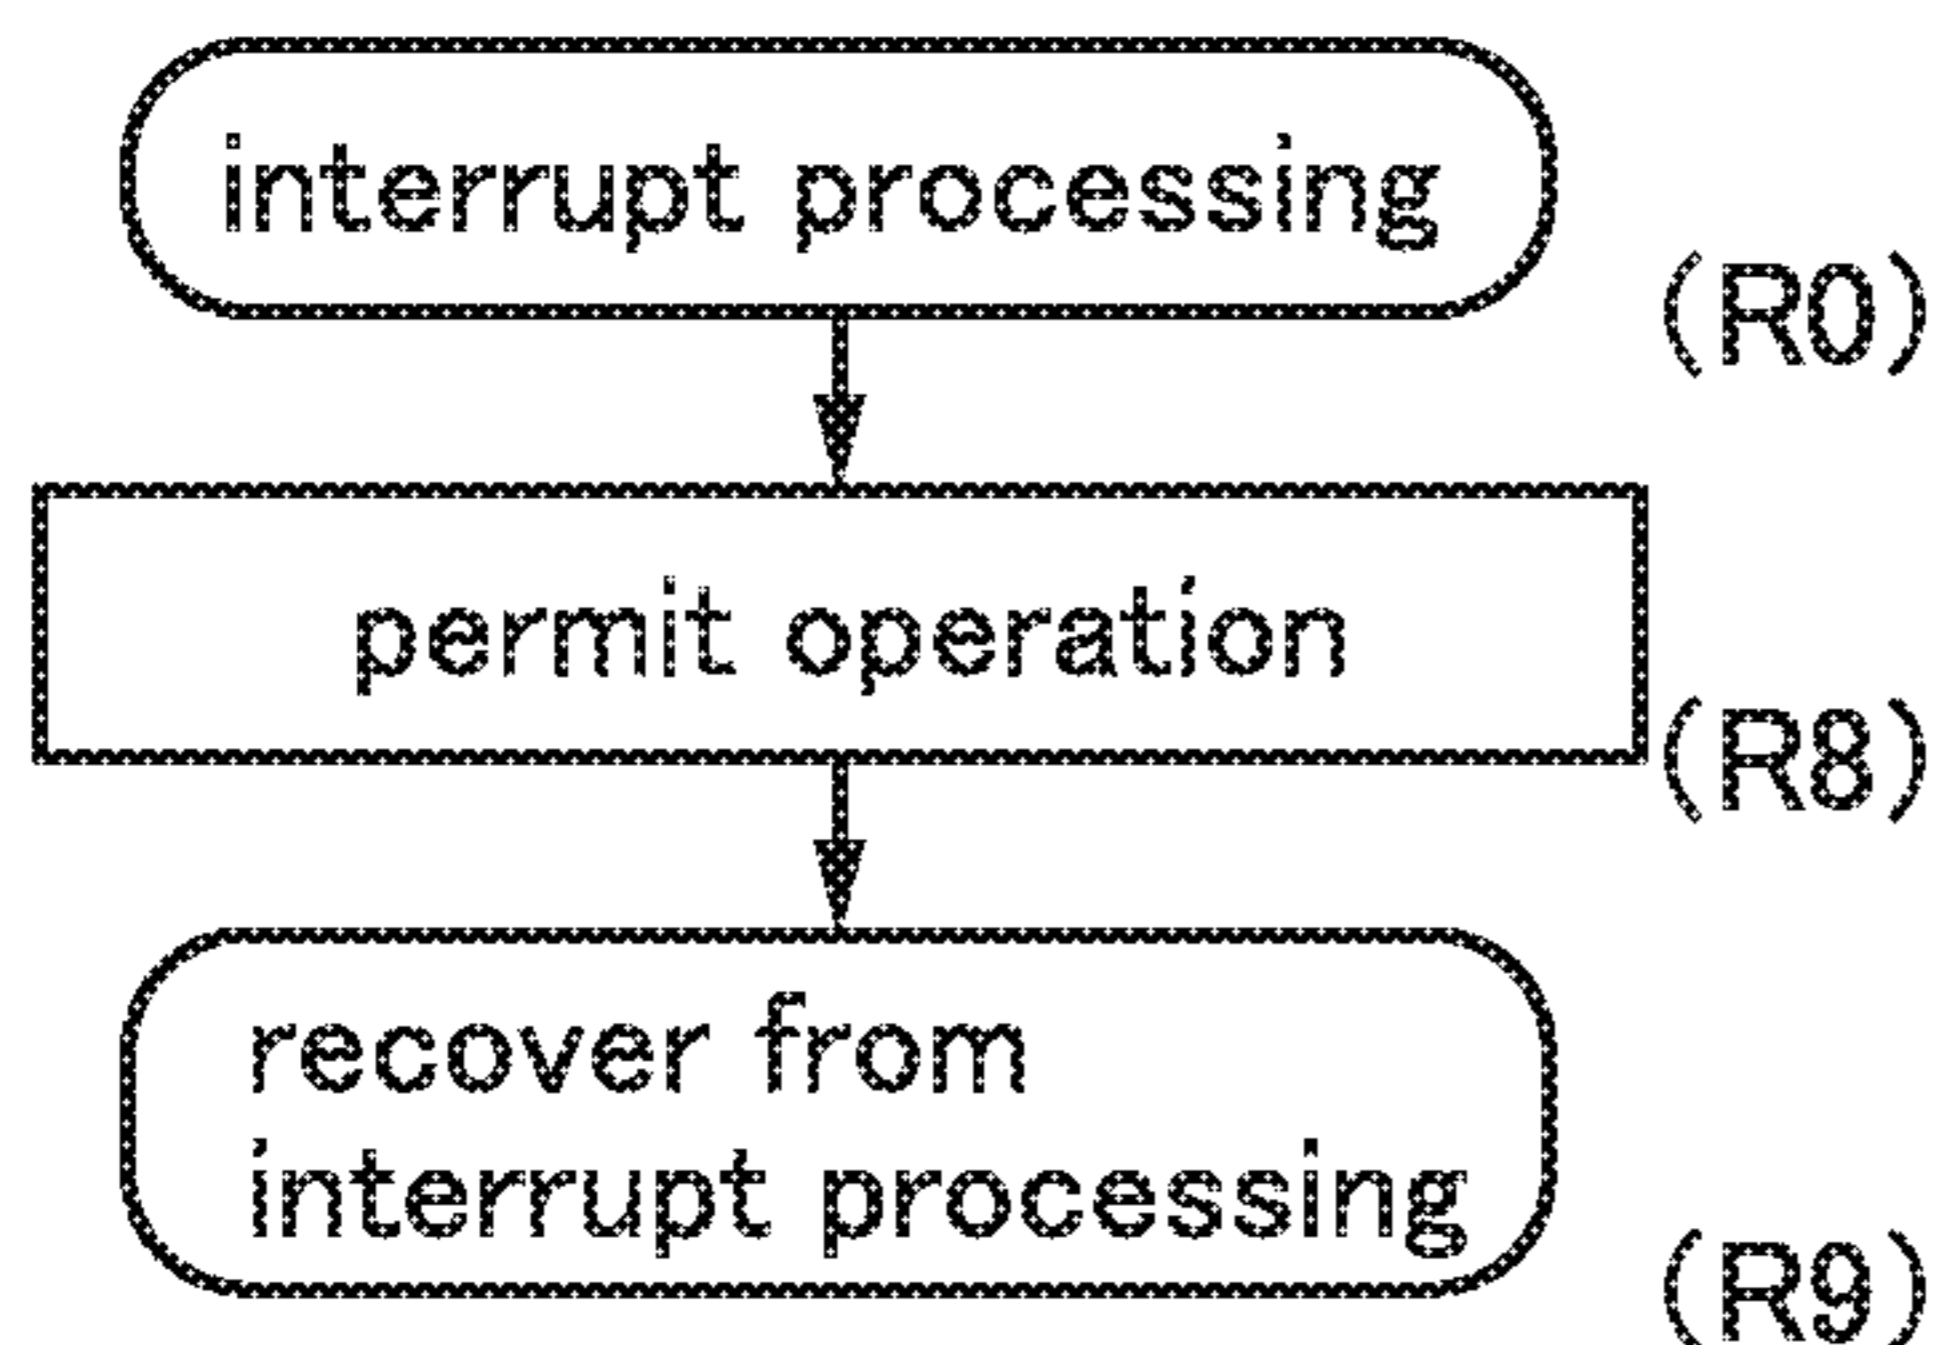 interrupt processing
(R0)
permit operation
(R8)
recover from
interrupt processing
(R9)